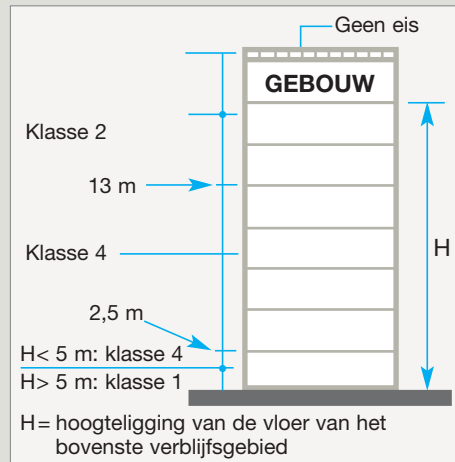 Geen eis
GEBOUW
Klasse 2
13 m
Klasse 4
H
2,5 m
H< 5 m: klasse 4
H> 5 m: klasse 1
H= hoogteligging van de vloer van het
bovenste verblijfsgebied